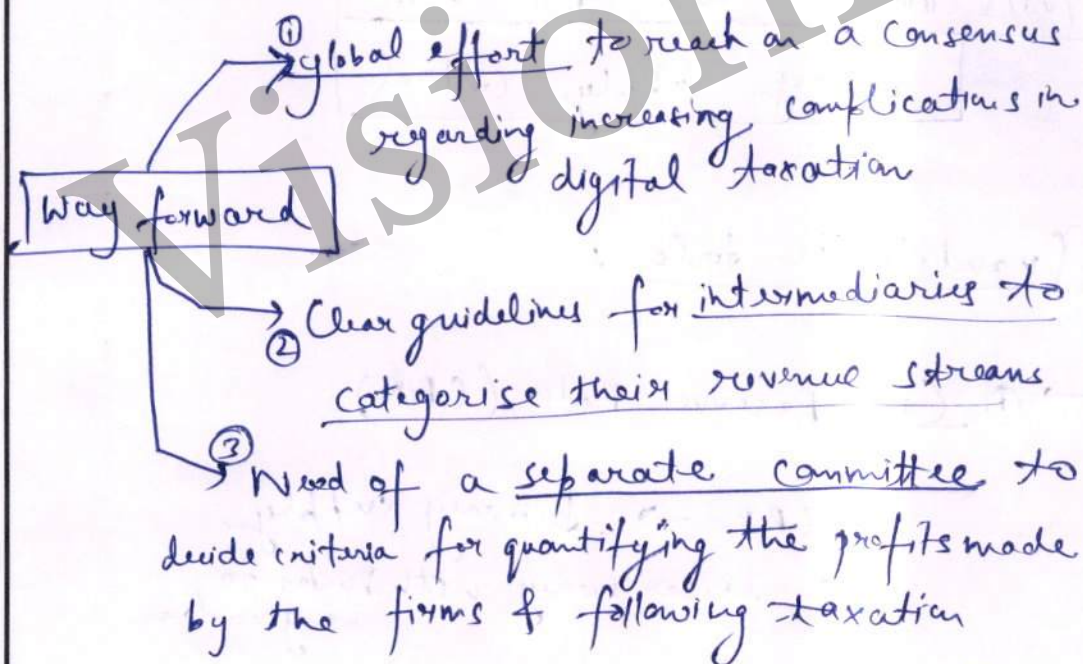 ① global effort to reach on a consensus
regarding increasing complications in
digital taxation
Way forward
② Clear guidelines for intermediaries to
categorise their revenue streams.
③ Need of a separate committee to
decide criteria for quantifying the profits made
by the firms & following taxation
Vision